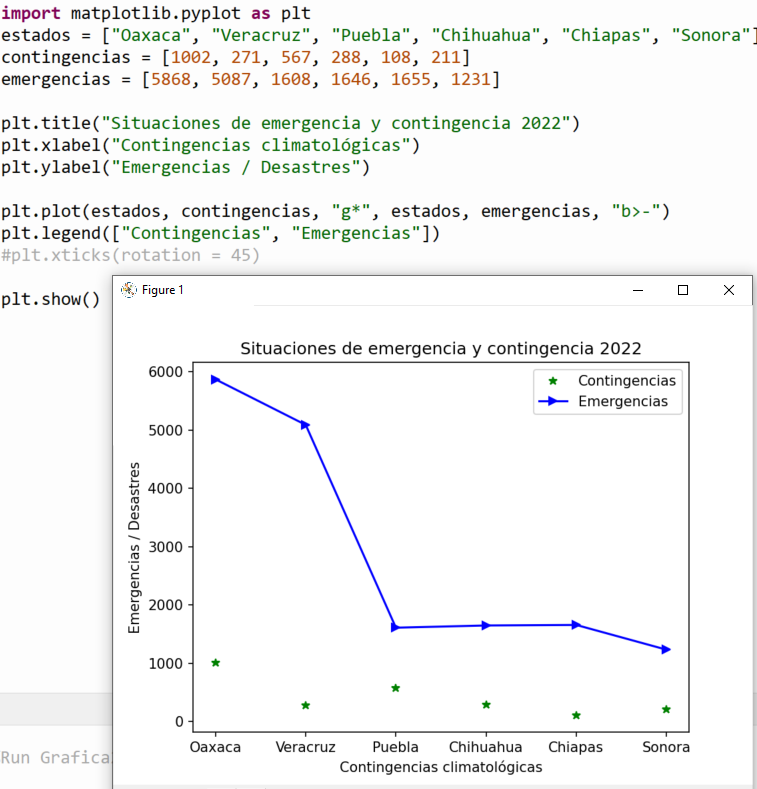 import matplotlib.pyplot as plt
estados = ["Oaxaca", "Veracruz", "Puebla", "Chihuahua", "Chiapas", "Sonora"]
contingencias = [1002, 271, 567, 288, 108, 211]
emergencias = [5868, 5087, 1608, 1646, 1655, 1231]
plt.title("Situaciones de emergencia y contingencia 2022")
plt.xlabel("Contingencias climatológicas")
plt.ylabel("Emergencias / Desastres")
plt.plot(estados, contingencias, "g*", estados, emergencias, "b>-")
plt.legend(["Contingencias", "Emergencias"])
#plt.xticks(rotation = 45)
plt.show()
Figure 1
Situaciones de emergencia y contingencia 2022
Contingencias
Emergencias
6000
5000
4000
3000
2000
1000
0
Emergencias / Desastres
Oaxaca Veracruz Puebla Chihuahua Chiapas Sonora
Contingencias climatológicas
Run Grafica